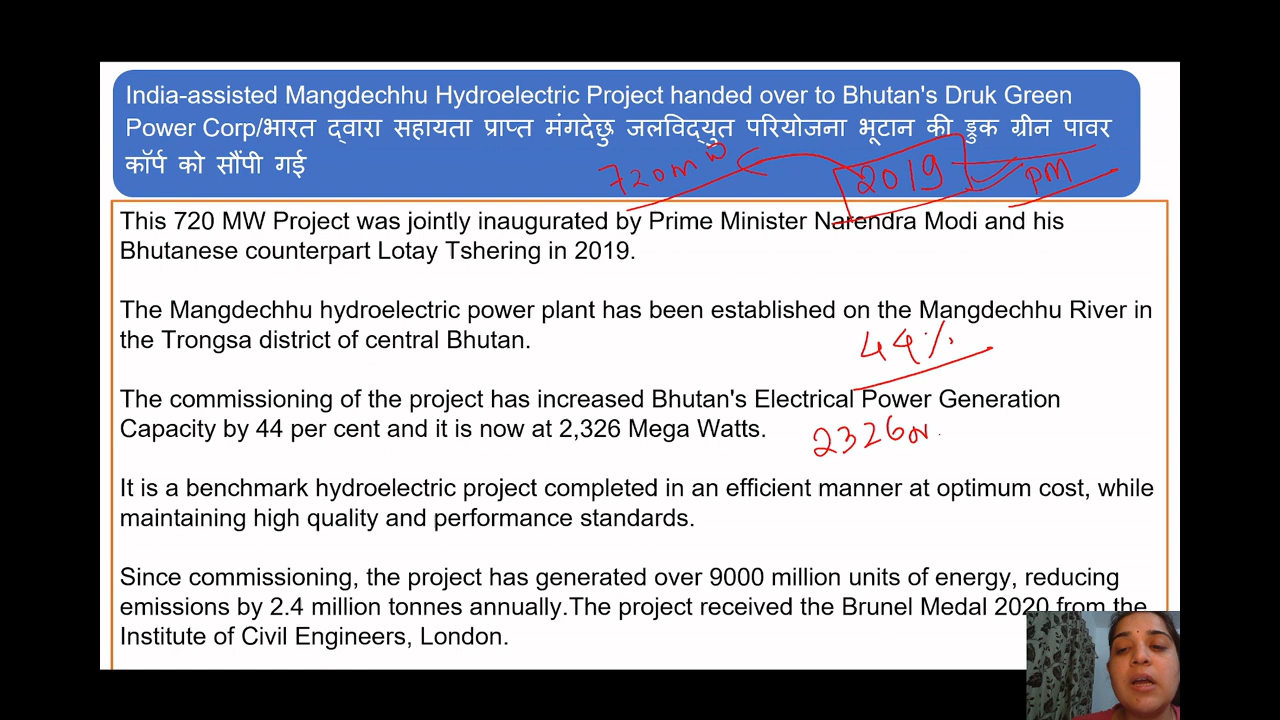 India-assisted Mangdechhu Hydroelectric Project handed over to Bhutan's Druk Green
Power Corp/भारत द्वारा सहायता प्राप्त मंगदेछु जलविद्युत परियोजना भूटान की ड्रुक ग्रीन पावर
कॉर्प को सौंपी गई
720MW 2019 PM
This 720 MW Project was jointly inaugurated by Prime Minister Narendra Modi and his
Bhutanese counterpart Lotay Tshering in 2019.
The Mangdechhu hydroelectric power plant has been established on the Mangdechhu River in
the Trongsa district of central Bhutan.
44%
The commissioning of the project has increased Bhutan's Electrical Power Generation
Capacity by 44 per cent and it is now at 2,326 Mega Watts.
2326
It is a benchmark hydroelectric project completed in an efficient manner at optimum cost, while
maintaining high quality and performance standards.
Since commissioning, the project has generated over 9000 million units of energy, reducing
emissions by 2.4 million tonnes annually.The project received the Brunel Medal 2020 from the
Institute of Civil Engineers, London.